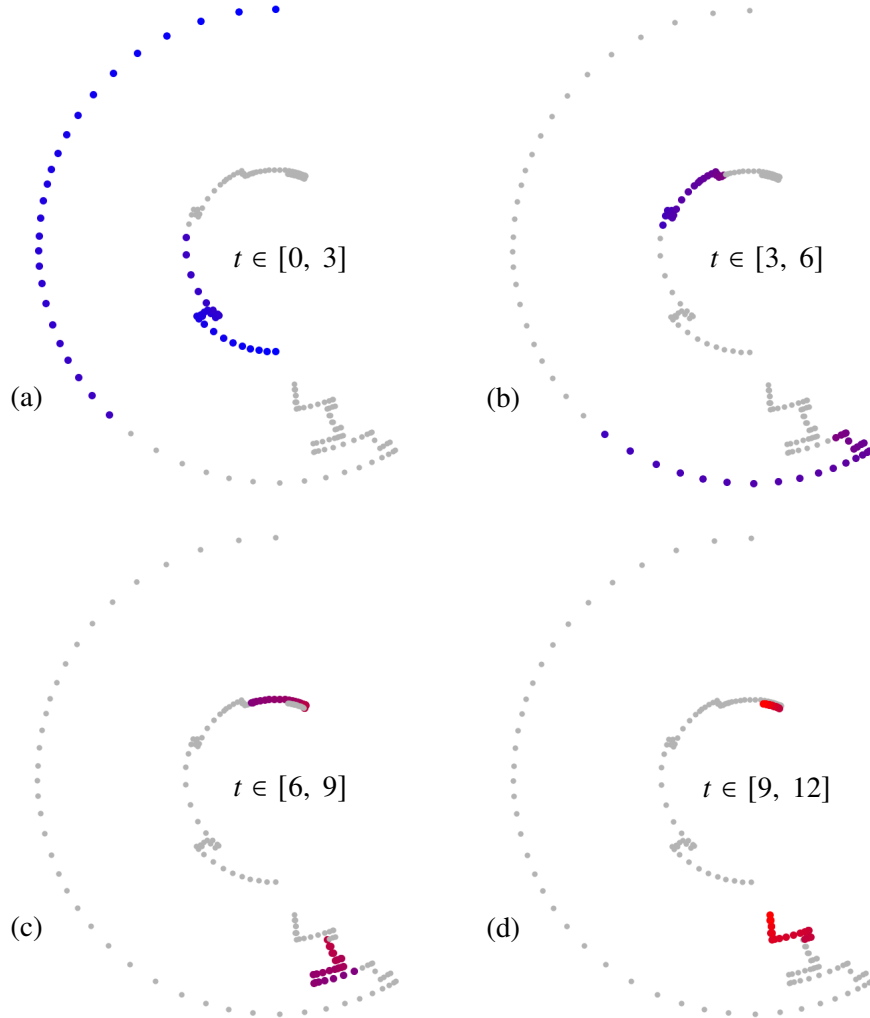 t ∈ [0, 3]
t ∈ [3, 6]
(a)
(b)
t ∈ [6, 9]
t ∈ [9, 12]
(c)
(d)